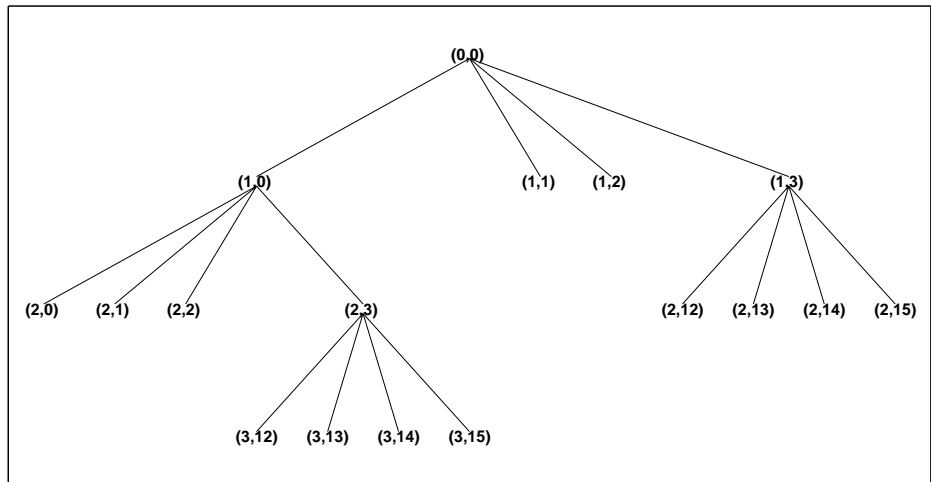 (0,0)
(1,0) (1,1) (1,2) (1,3)
(2,0) (2,1) (2,2) (2,3) (2,12) (2,13) (2,14) (2,15)
(3,12) (3,13) (3,14) (3,15)